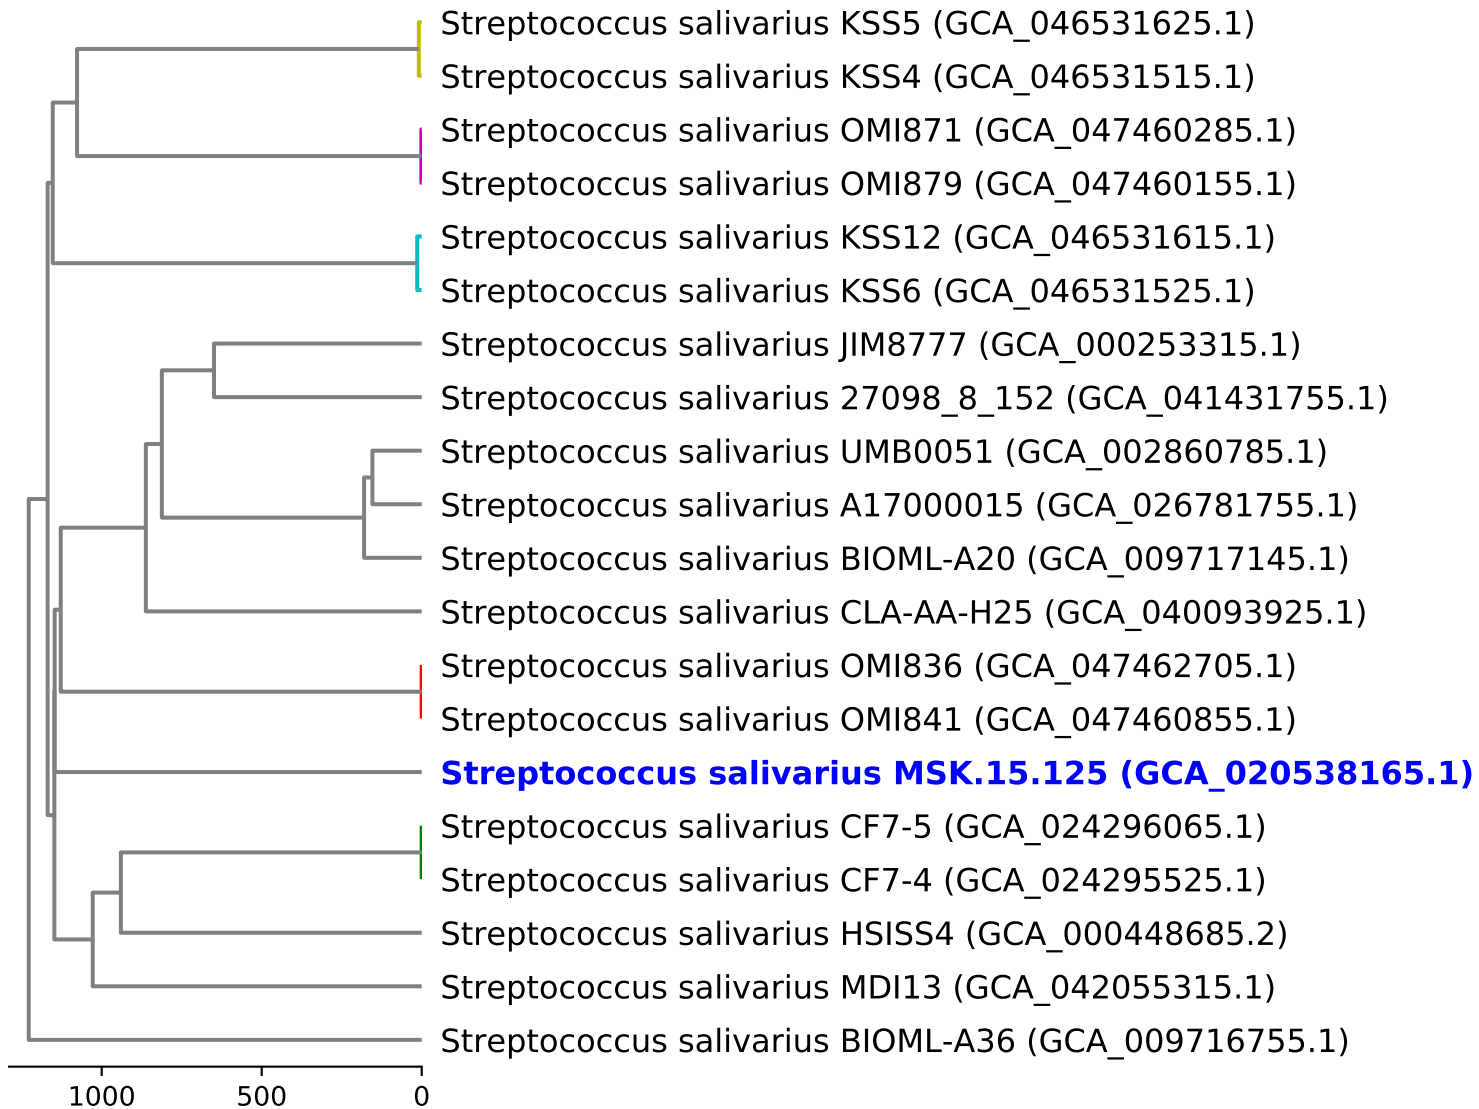 Streptococcus salivarius KSS5 (GCA_046531625.1)
Streptococcus salivarius KSS4 (GCA_046531515.1)
Streptococcus salivarius OMI871 (GCA_047460285.1)
Streptococcus salivarius OMI879 (GCA_047460155.1)
Streptococcus salivarius KSS12 (GCA_046531615.1)
Streptococcus salivarius KSS6 (GCA_046531525.1)
Streptococcus salivarius JIM8777 (GCA_000253315.1)
Streptococcus salivarius 27098_8_152 (GCA_041431755.1)
Streptococcus salivarius UMB0051 (GCA_002860785.1)
Streptococcus salivarius A17000015 (GCA_026781755.1)
Streptococcus salivarius BIOML-A20 (GCA_009717145.1)
Streptococcus salivarius CLA-AA-H25 (GCA_040093925.1)
Streptococcus salivarius OMI836 (GCA_047462705.1)
Streptococcus salivarius OMI841 (GCA_047460855.1)
Streptococcus salivarius MSK.15.125 (GCA_020538165.1)
Streptococcus salivarius CF7-5 (GCA_024296065.1)
Streptococcus salivarius CF7-4 (GCA_024295525.1)
Streptococcus salivarius HSISS4 (GCA_000448685.2)
Streptococcus salivarius MDI13 (GCA_042055315.1)
Streptococcus salivarius BIOML-A36 (GCA_009716755.1)
1000 500 0